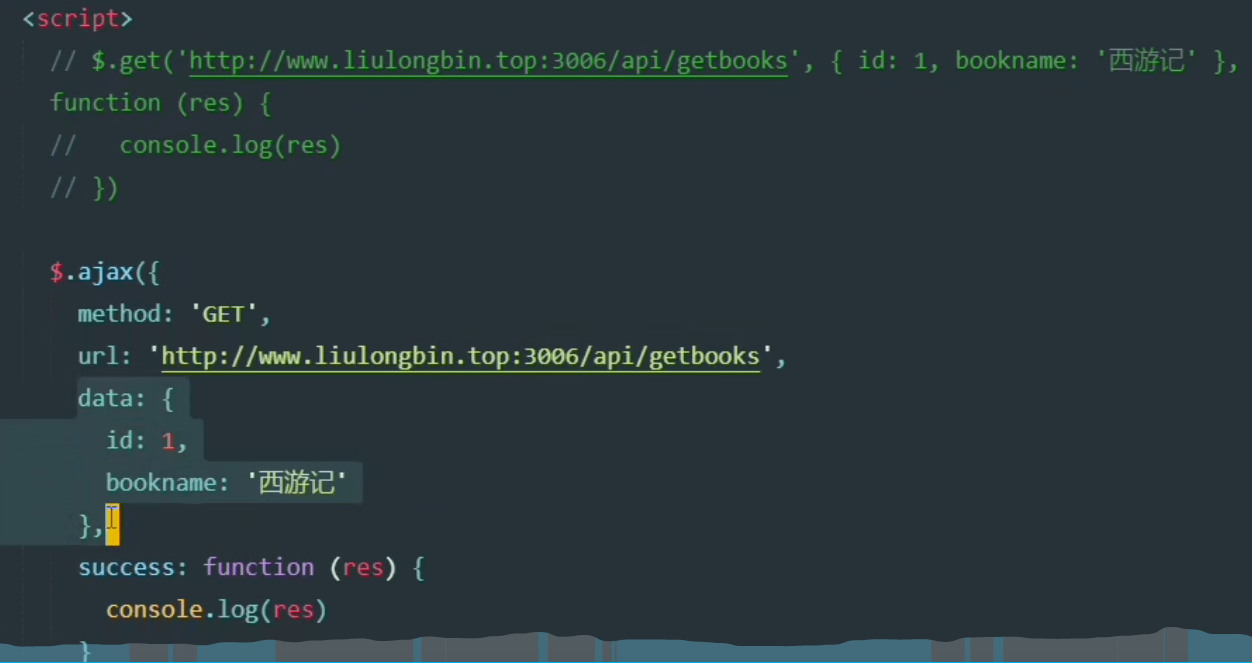 <script>
// $.get('http://www.liulongbin.top:3006/api/getbooks', { id: 1, bookname: '西游记' },
function (res) {
//   console.log(res)
// })
$.ajax({
method: 'GET',
url: 'http://www.liulongbin.top:3006/api/getbooks',
data: {
id: 1,
bookname: '西游记'
},
success: function (res) {
console.log(res)
}